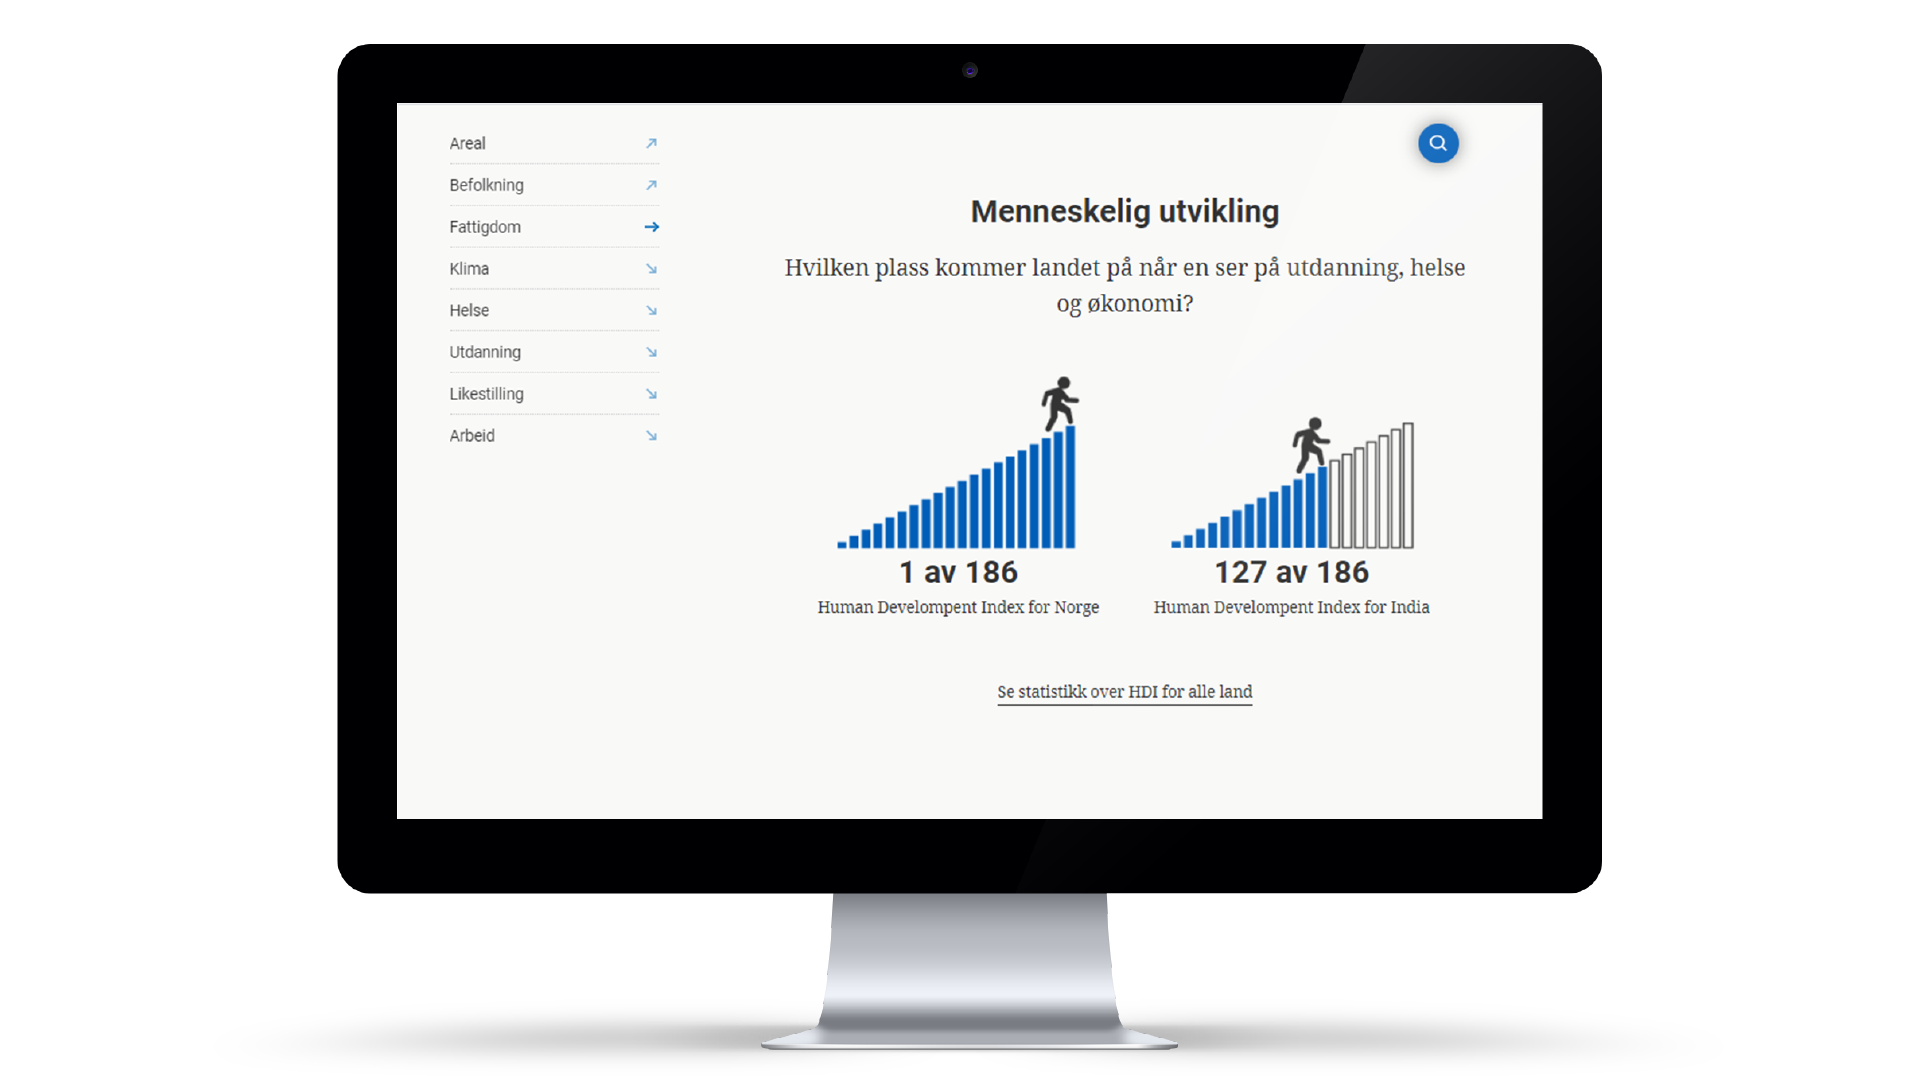 Areal
Befolkning
Fattigdom
Klima
Helse
Utdanning
Likestilling
Arbeid
Menneskelig utvikling
Hvilken plass kommer landet på når en ser på utdanning, helse
og økonomi?
1 av 186
Human Develompent Index for Norge
127 av 186
Human Develompent Index for India
Se statistikk over HDI for alle land